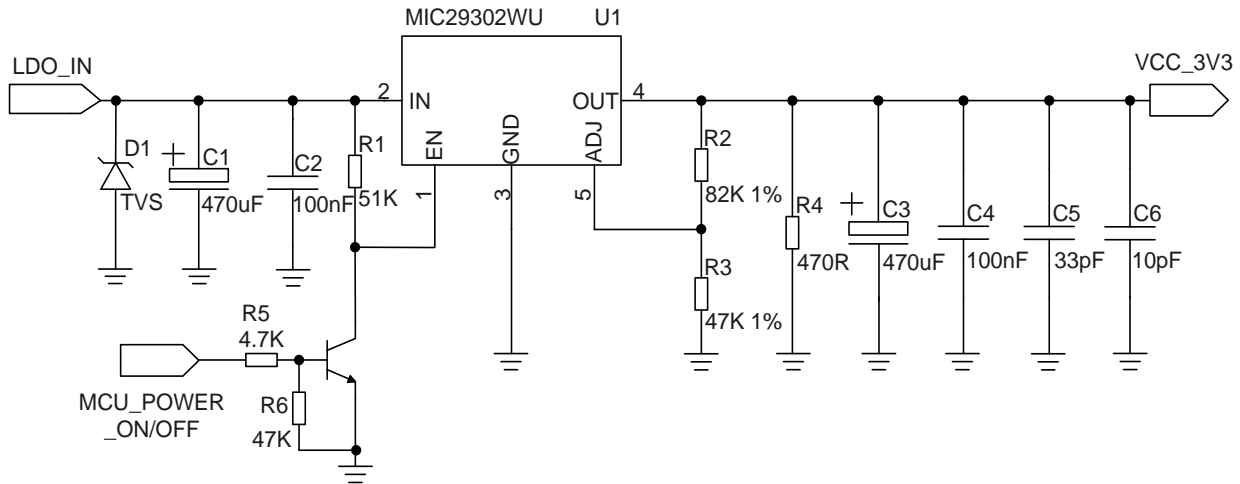 MIC29302WU U1
LDO_IN
VCC_3V3
2 IN
OUT 4
EN
GND
ADJ
1
3
5
D1
TVS
+ C1
470uF
C2
100nF
R1
51K
R2
82K 1%
R3
47K 1%
R4
470R
+ C3
470uF
C4
100nF
C5
33pF
C6
10pF
R5
4.7K
MCU_POWER
_ON/OFF
R6
47K